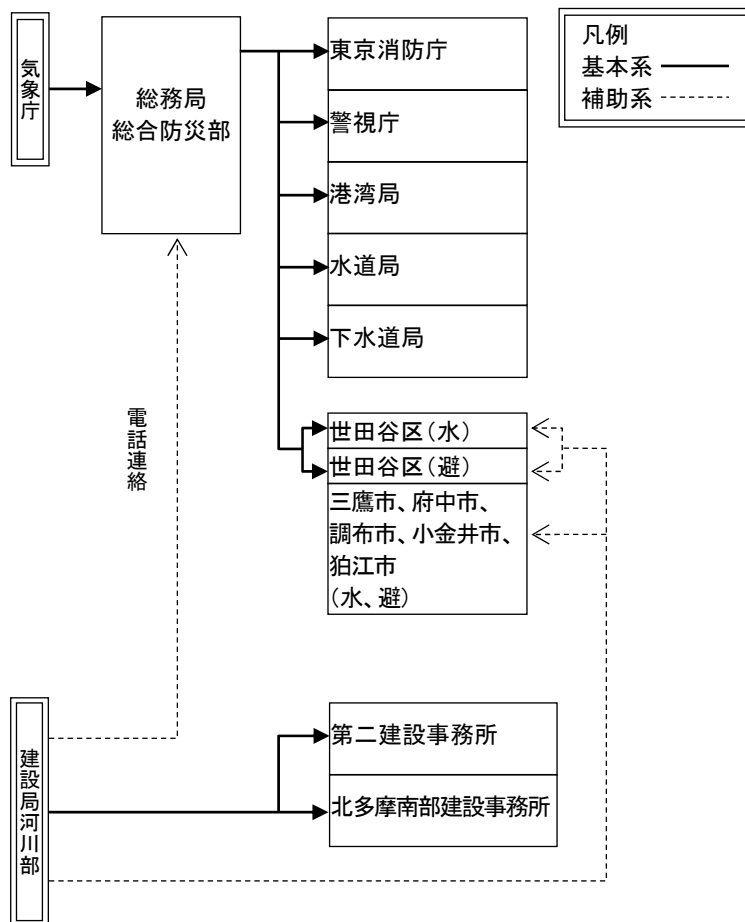 気象庁
総務局
総合防災部
東京消防庁
警視庁
港湾局
水道局
下水道局
世田谷区(水)
世田谷区(避)
三鷹市、府中市、
調布市、小金井市、
狛江市
(水、避)
凡例
基本系
補助系
電話連絡
建設局河川部
第二建設事務所
北多摩南部建設事務所